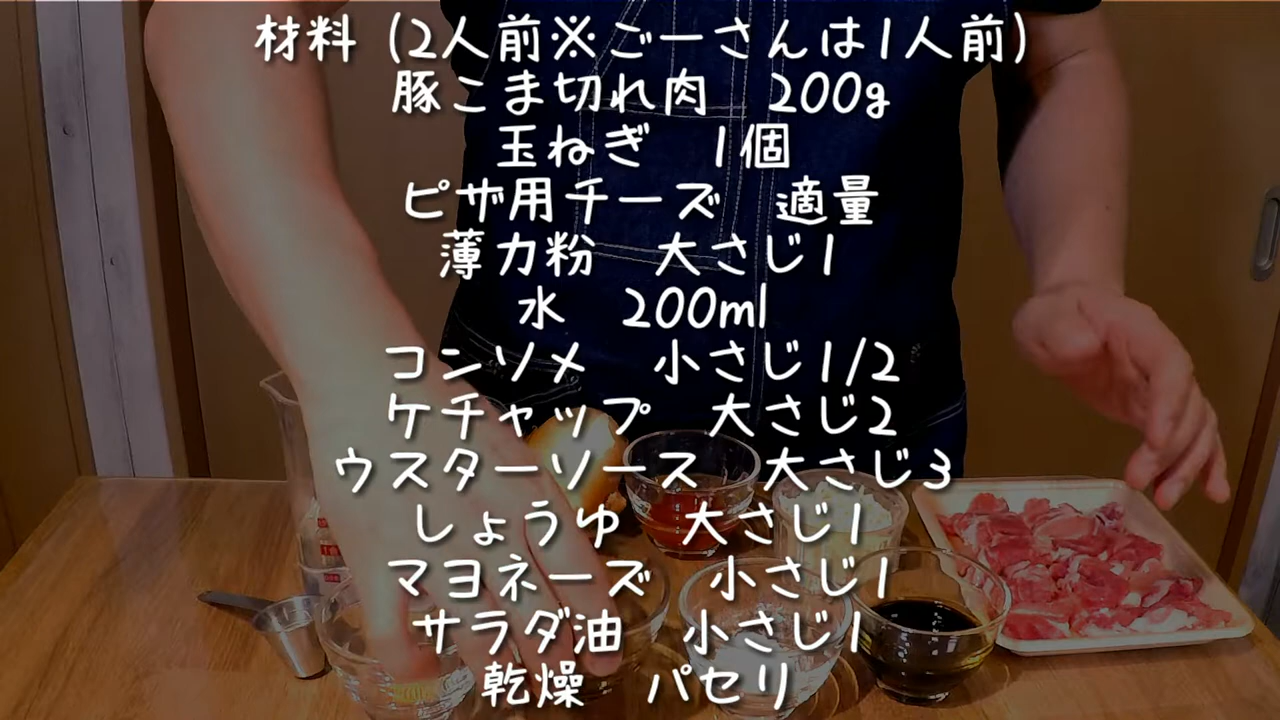 材料（2人前※ごーさんは1人前）
豚こま切れ肉　200g
玉ねぎ　1個
ピザ用チーズ　適量
薄力粉　大さじ1
水　200ml
コンソメ　小さじ1/2
ケチャップ　大さじ2
ウスターソース　大さじ3
しょうゆ　大さじ1
マヨネーズ　小さじ1
サラダ油　小さじ1
乾燥　パセリ